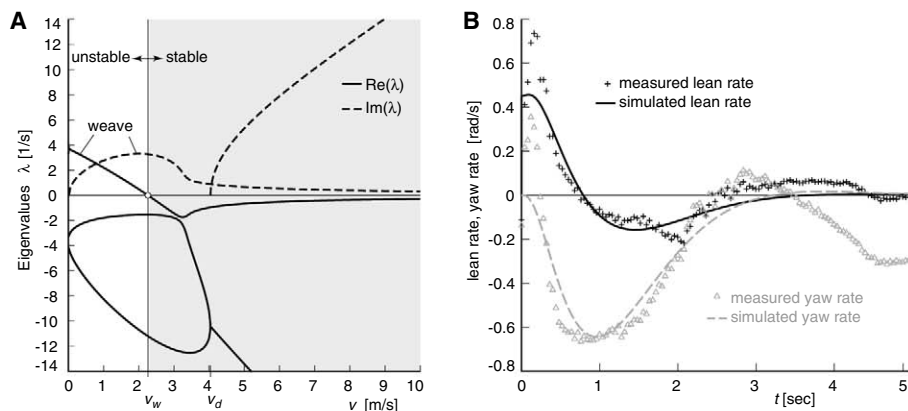 A
14
12
10
8
6
4
2
0
-2
-4
-6
-8
-10
-12
-14
Eigenvalues λ [1/s]
unstable
stable
Re(λ)
Im(λ)
weave
0 1 2 3 4 5 6 7 8 9 10
v_w
v_d
v [m/s]
B
0.8
0.6
0.4
0.2
0
-0.2
-0.4
-0.6
-0.8
lean rate, yaw rate [rad/s]
measured lean rate
simulated lean rate
measured yaw rate
simulated yaw rate
0 1 2 3 4 5
t [sec]